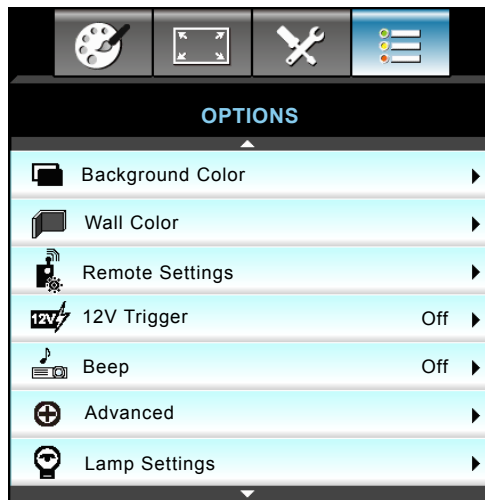 OPTIONS
Background Color
Wall Color
Remote Settings
12V 12V Trigger Off
Beep Off
Advanced
Lamp Settings